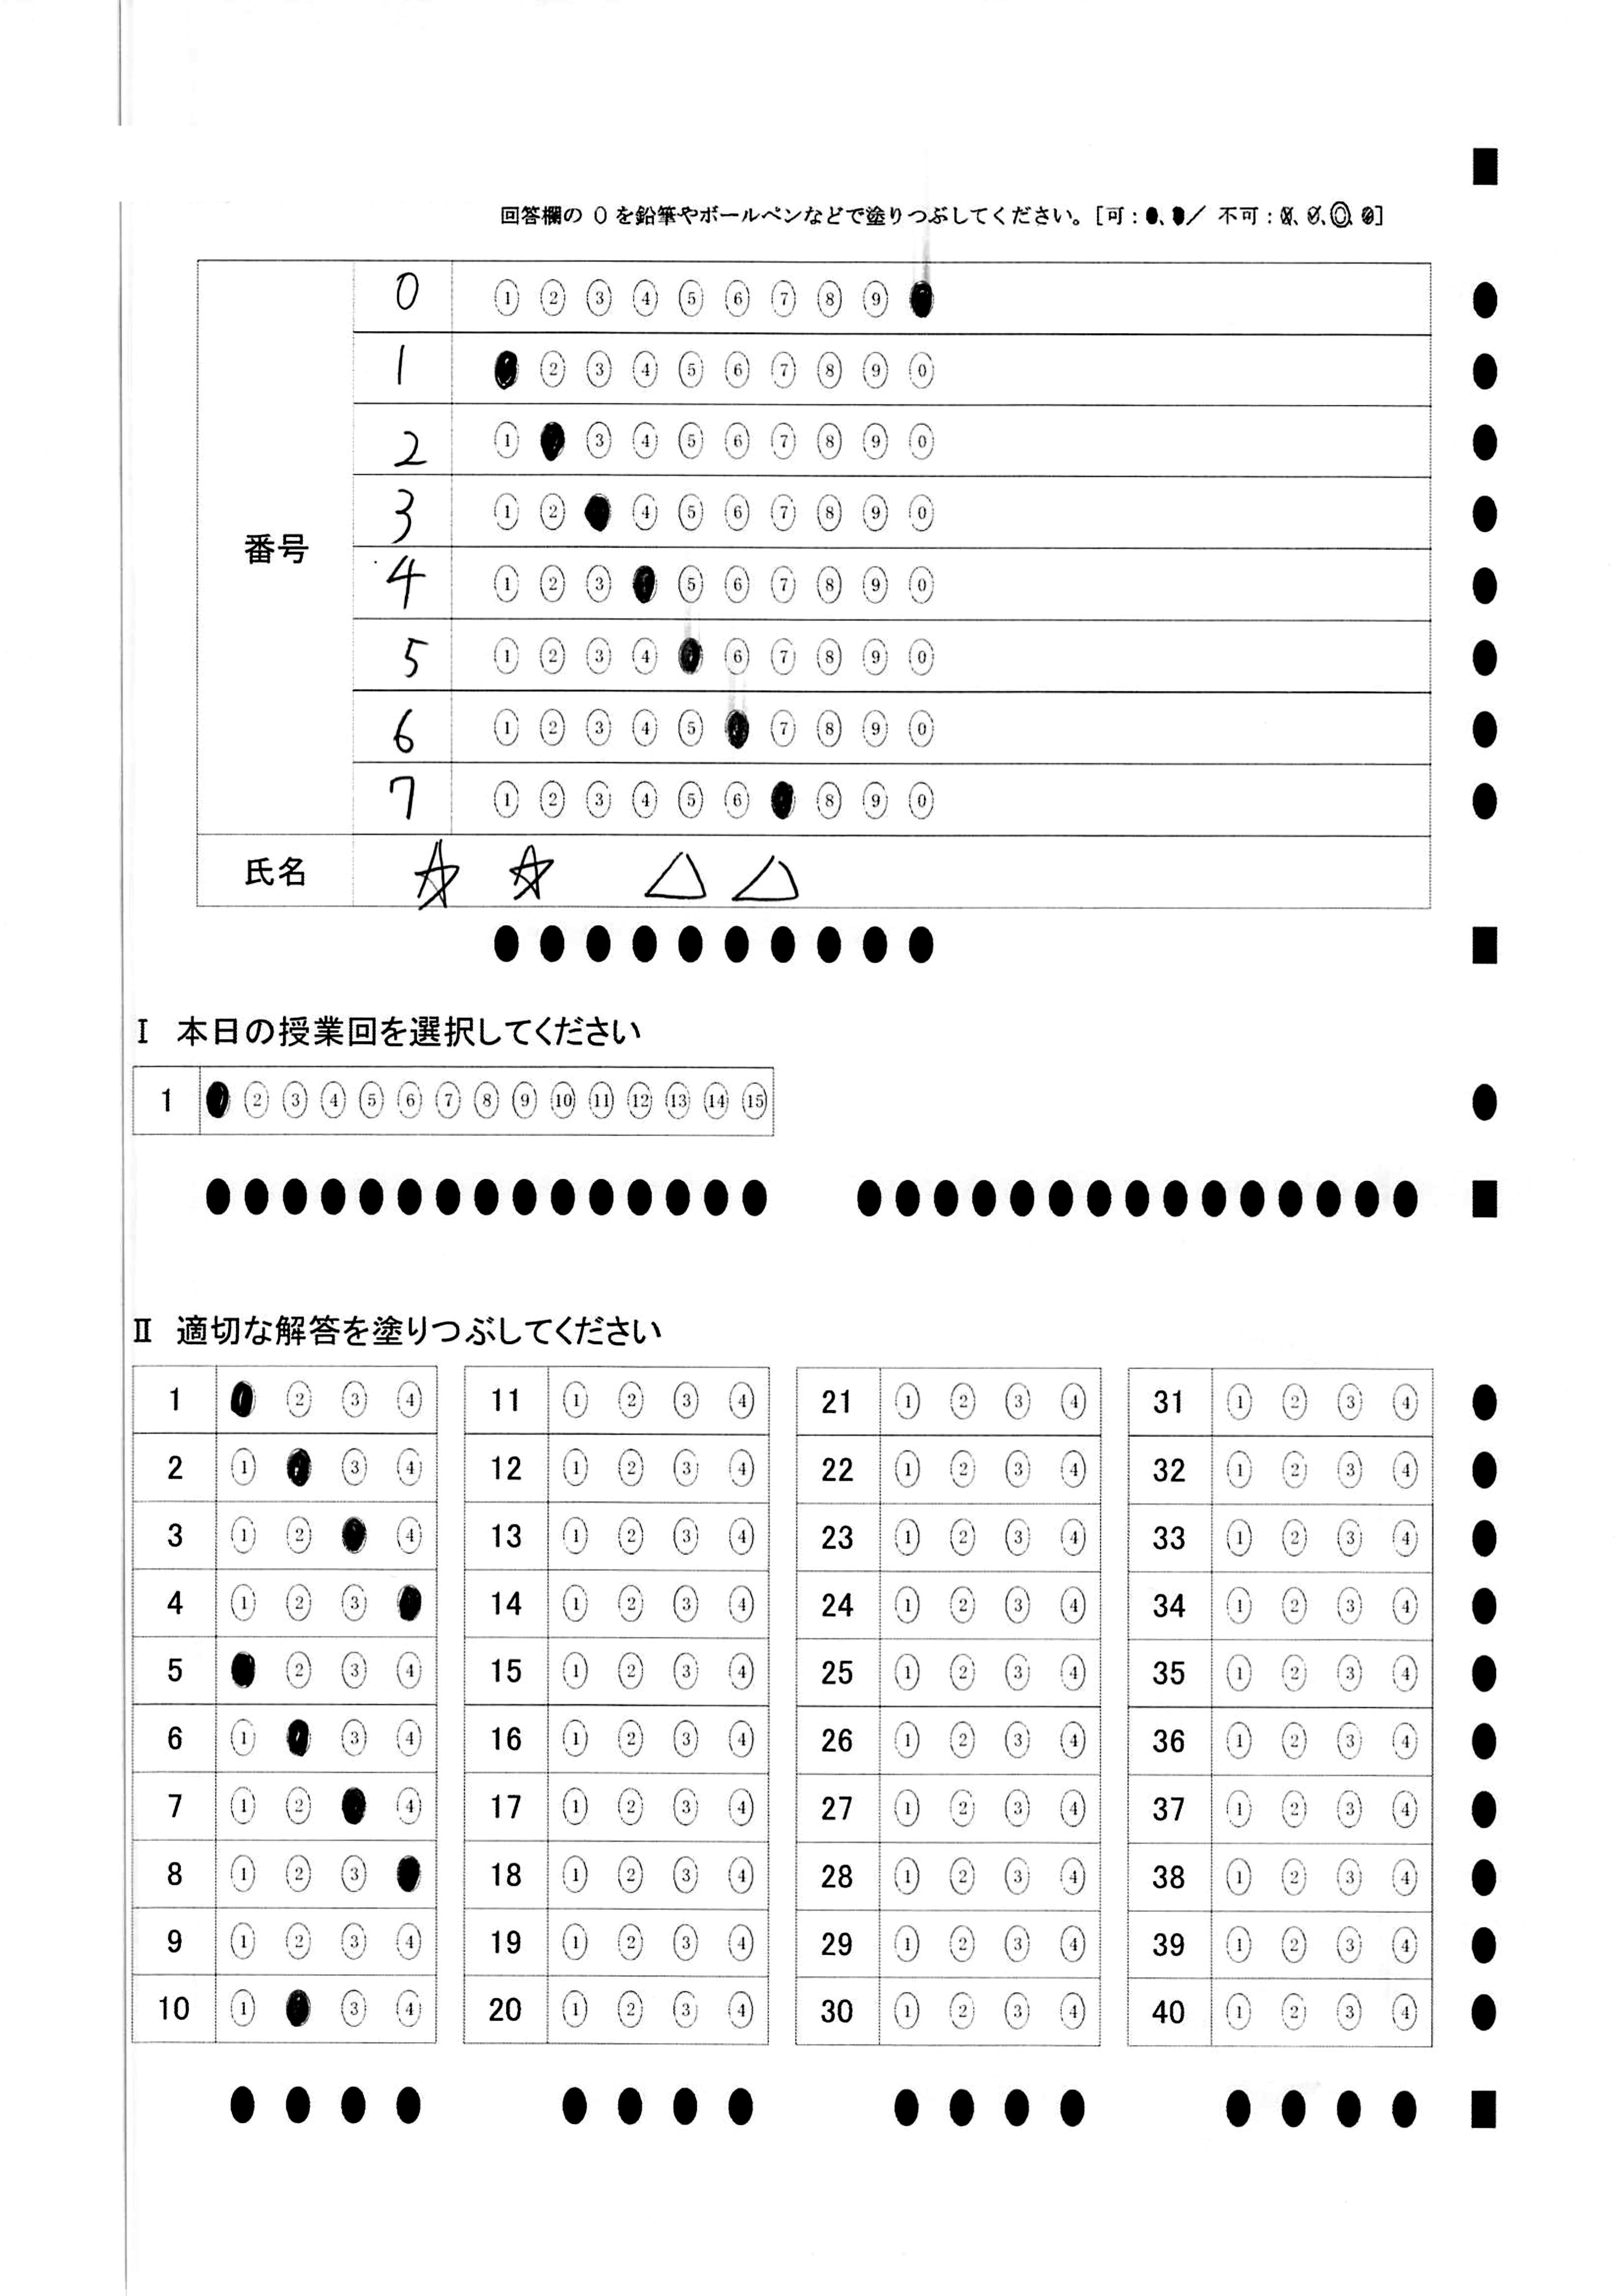 回答欄の 0 を鉛筆やボールペンなどで塗りつぶしてください。[可:●、●/ 不可:
番号
0 1 2 3 4 5 6 7 8 9
1 2 3 4 5 6 7 8 9 0
2 1 3 4 5 6 7 8 9 0
3 1 2 4 5 6 7 8 9 0
4 1 2 3 5 6 7 8 9 0
5 1 2 3 4 6 7 8 9 0
6 1 2 3 4 5 7 8 9 0
7 1 2 3 4 5 6 8 9 0
氏名 ☆ ☆ △ △
Ⅰ 本日の授業回を選択してください
1 2 3 4 5 6 7 8 9 10 11 12 13 14 15
Ⅱ 適切な解答を塗りつぶしてください
1 2 3 4 11 1 2 3 4 21 1 2 3 4 31 1 2 3 4
2 1 3 4 12 1 2 3 4 22 1 2 3 4 32 1 2 3 4
3 1 2 4 13 1 2 3 4 23 1 2 3 4 33 1 2 3 4
4 1 2 3 14 1 2 3 4 24 1 2 3 4 34 1 2 3 4
5 2 3 4 15 1 2 3 4 25 1 2 3 4 35 1 2 3 4
6 1 3 4 16 1 2 3 4 26 1 2 3 4 36 1 2 3 4
7 1 2 4 17 1 2 3 4 27 1 2 3 4 37 1 2 3 4
8 1 2 3 18 1 2 3 4 28 1 2 3 4 38 1 2 3 4
9 1 2 3 4 19 1 2 3 4 29 1 2 3 4 39 1 2 3 4
10 1 3 4 20 1 2 3 4 30 1 2 3 4 40 1 2 3 4